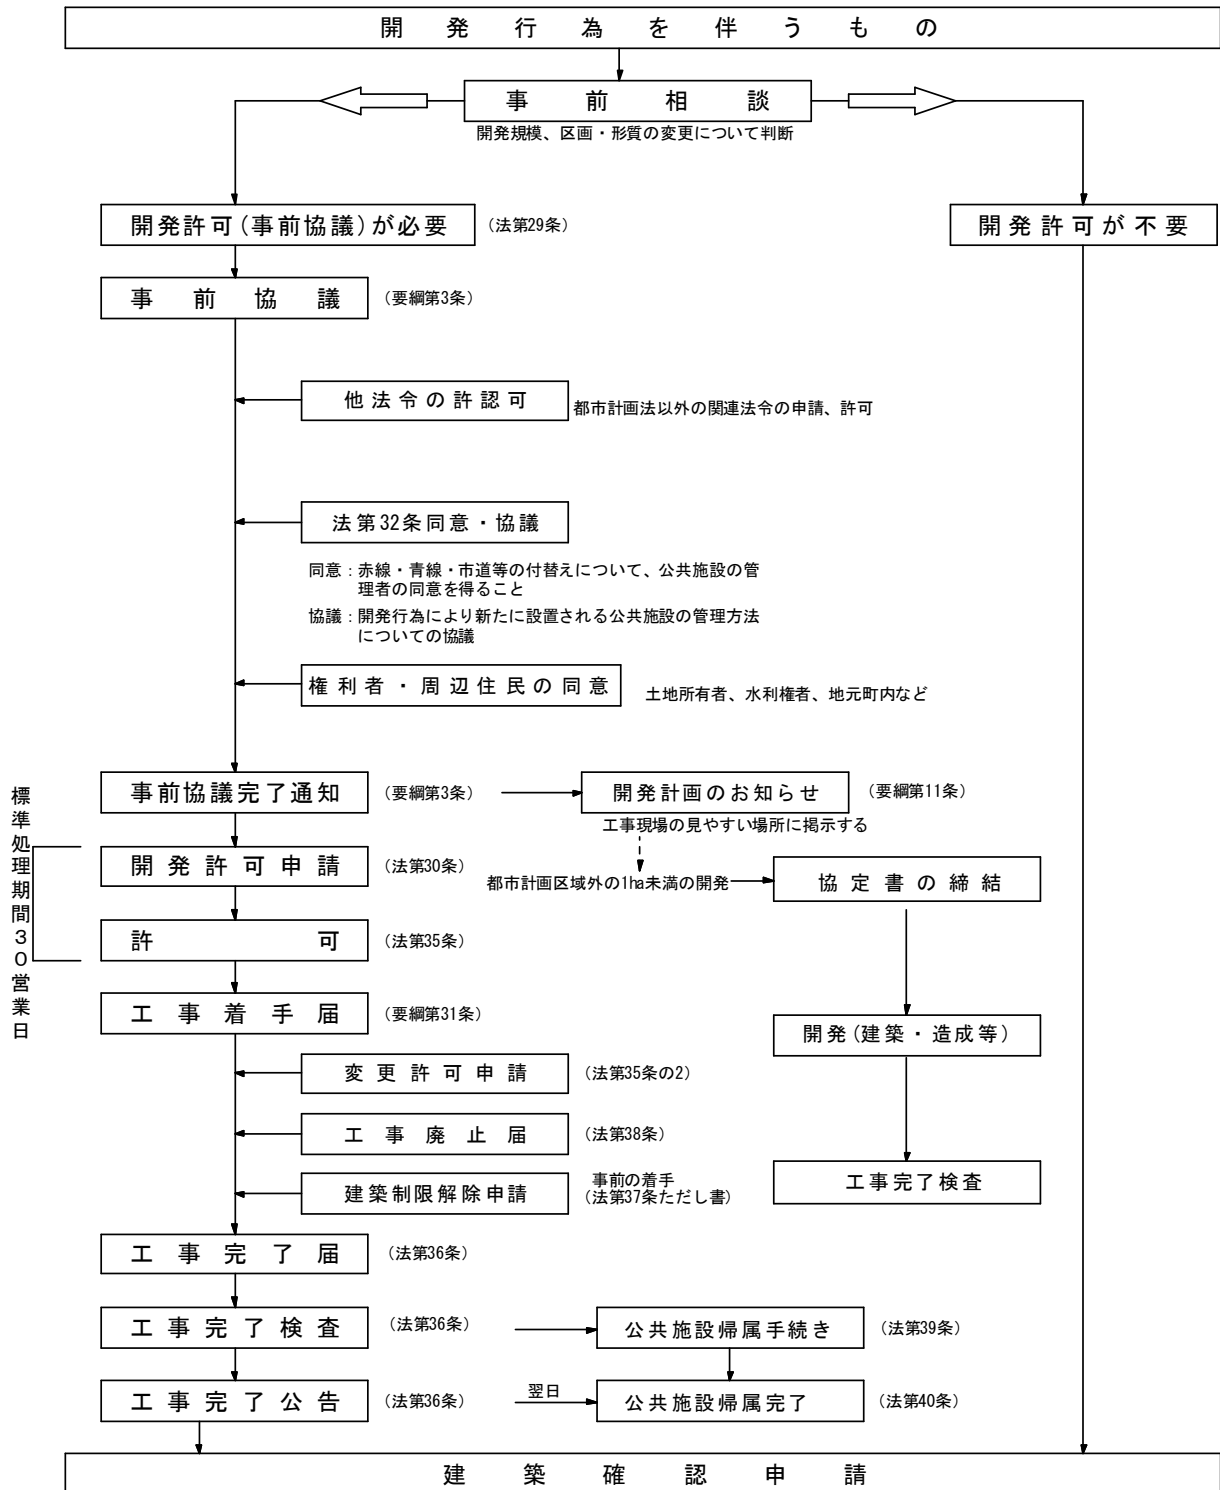 開発行為を伴うもの
事前相談
開発規模、区画・形質の変更について判断
開発許可(事前協議)が必要
(法第29条)
開発許可が不要
事前協議
(要綱第3条)
他法令の許認可
都市計画法以外の関連法令の申請、許可
法第32条同意・協議
同意：赤線・青線・市道等の付替えについて、公共施設の管
理者の同意を得ること
協議：開発行為により新たに設置される公共施設の管理方法
についての協議
権利者・周辺住民の同意
土地所有者、水利権者、地元町内など
標準処理期間30営業日
事前協議完了通知
(要綱第3条)
開発計画のお知らせ
(要綱第11条)
工事現場の見やすい場所に掲示する
開発許可申請
(法第30条)
都市計画区域外の1ha未満の開発
協定書の締結
許可
(法第35条)
工事着手届
(要綱第31条)
開発(建築・造成等)
変更許可申請
(法第35条の2)
工事廃止届
(法第38条)
建築制限解除申請
事前の着手
(法第37条ただし書)
工事完了検査
工事完了届
(法第36条)
工事完了検査
(法第36条)
公共施設帰属手続き
(法第39条)
工事完了公告
(法第36条)
翌日
公共施設帰属完了
(法第40条)
建築確認申請